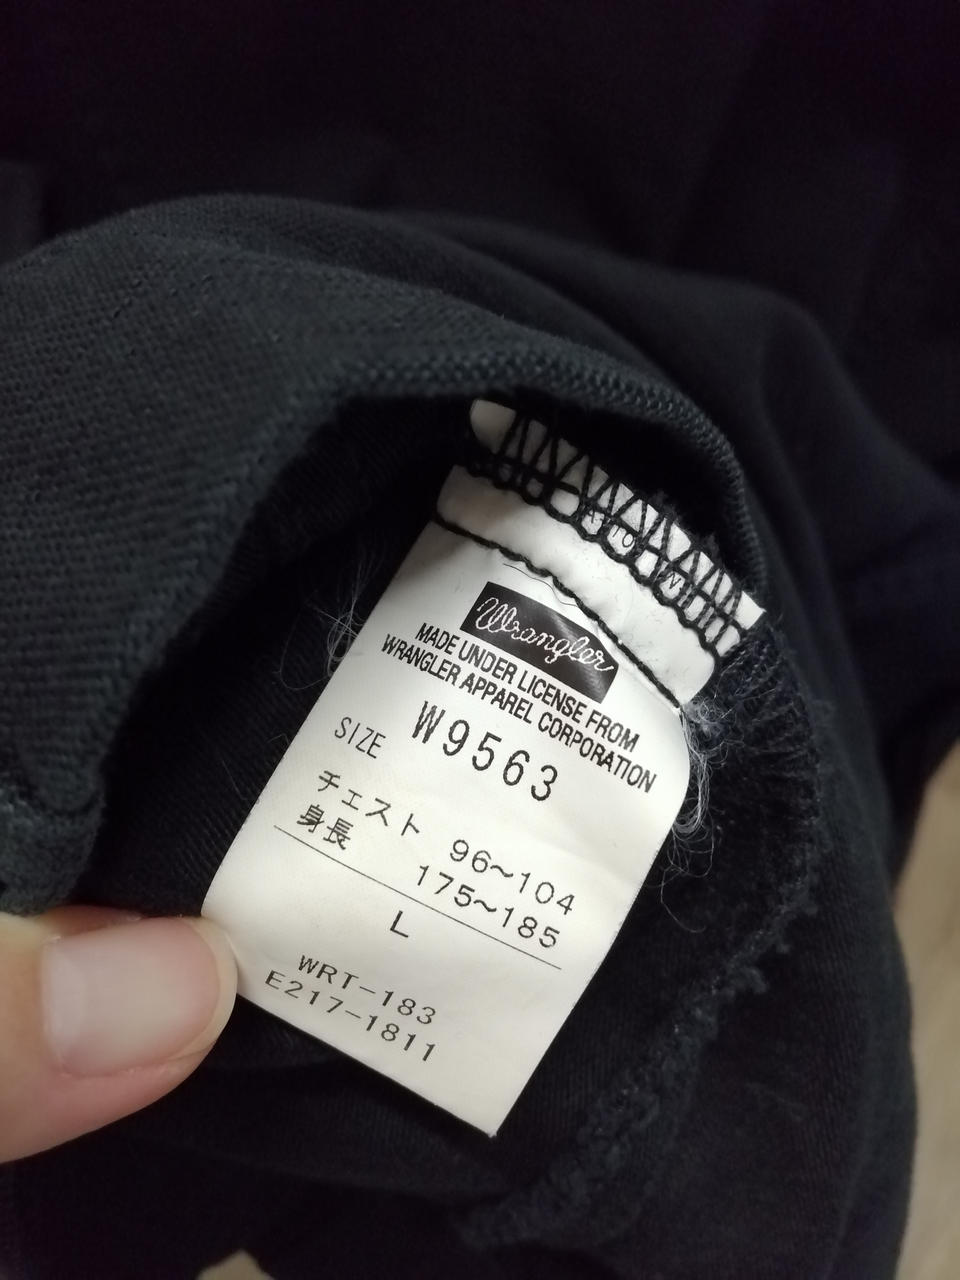 Wrangler
MADE UNDER LICENSE FROM
WRANGLER APPAREL CORPORATION
W9563
SIZE
チェスト 96~104
身長 175~185
L
WRT-183
E217-1811